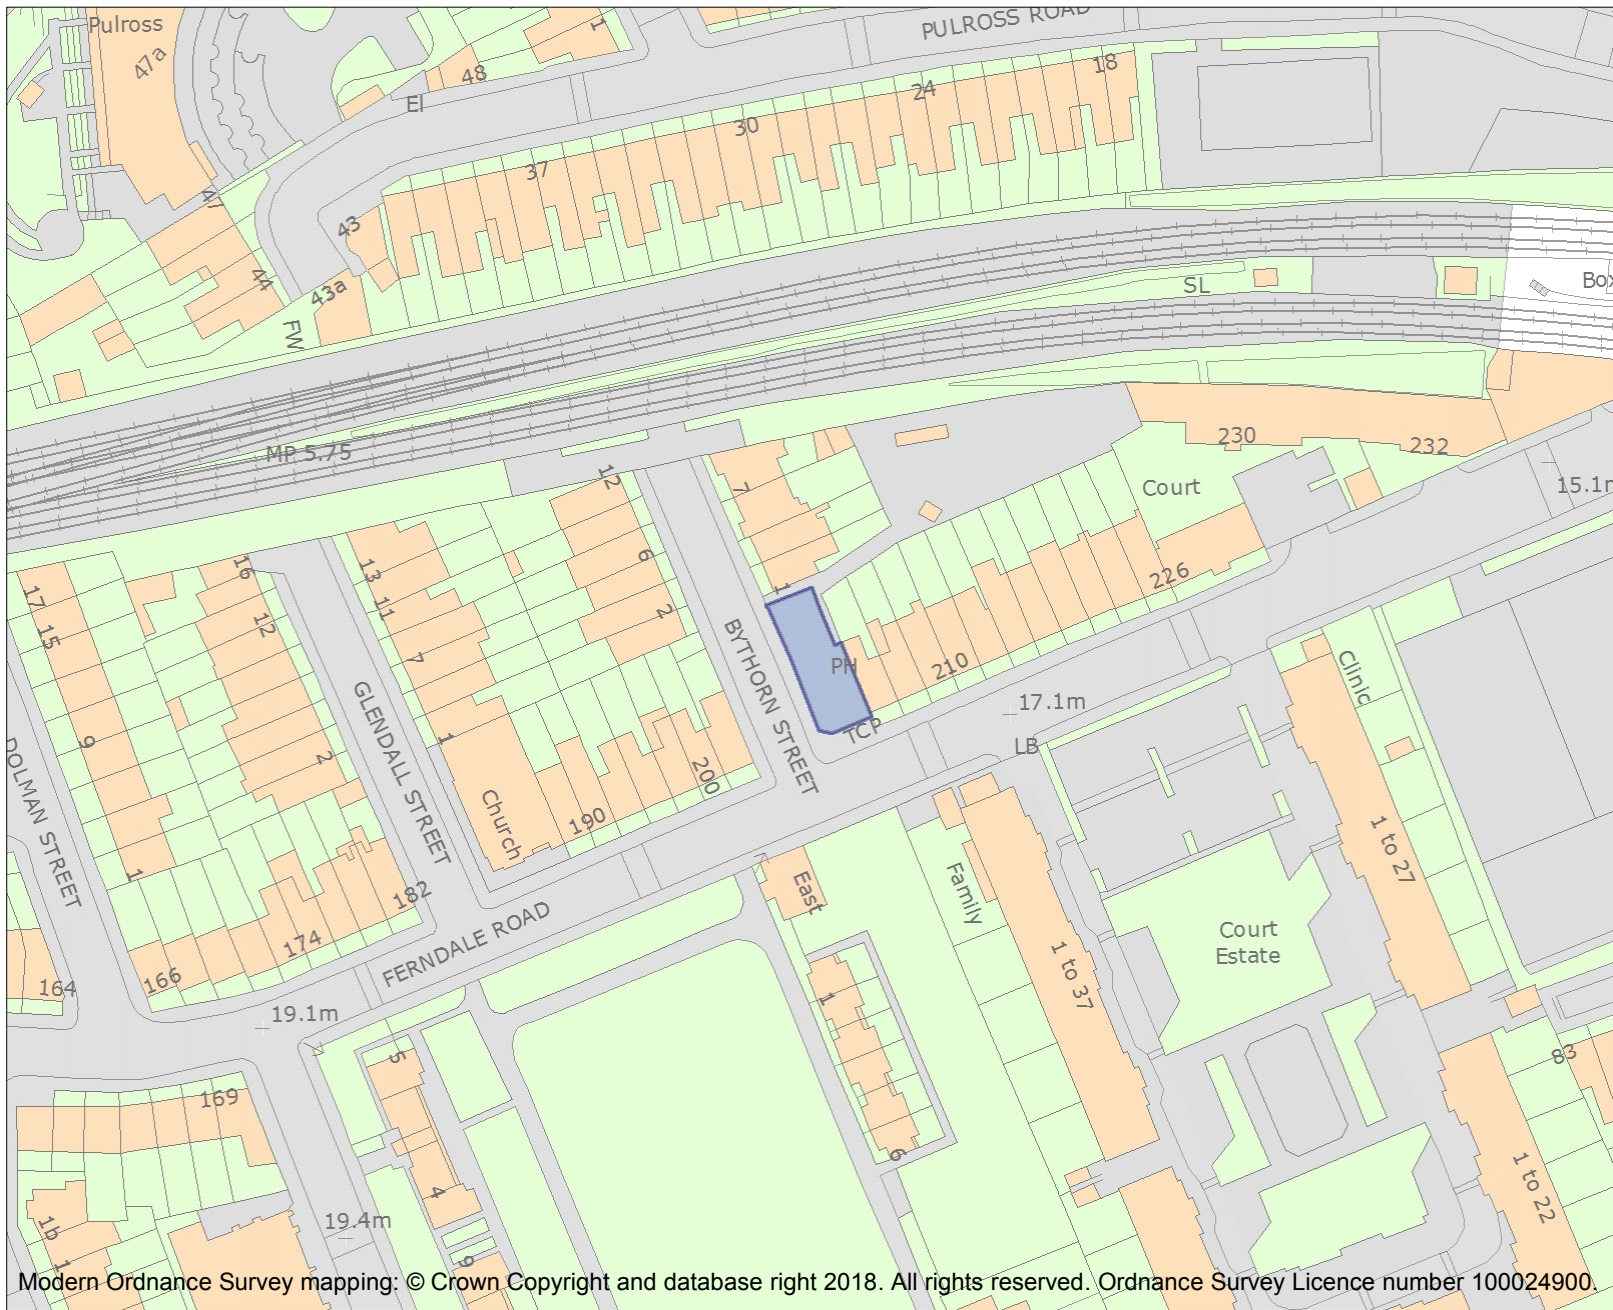 Pulross
PULROSS ROAD
1
47a
48
El
18
24
30
37
47
43
44
43a
FW
SL
MP 5.75
230
232
15.1
Court
12
7
6
13
11
16
17
15
12
2
1
226
7
BYTHORN STREET
PH
210
Clinic
17.1m
GLENDALL STREET
TCP
LB
9
2
1
200
DOLMAN STREET
Church
190
1 to 27
1
182
East
Family
Court
Estate
FERNDALE ROAD
174
166
164
1 to 37
1
19.1m
5
83
169
6
4
1 to 22
19.4m
1b
1
9
Modern Ordnance Survey mapping: © Crown Copyright and database right 2018. All rights reserved. Ordnance Survey Licence number 100024900.